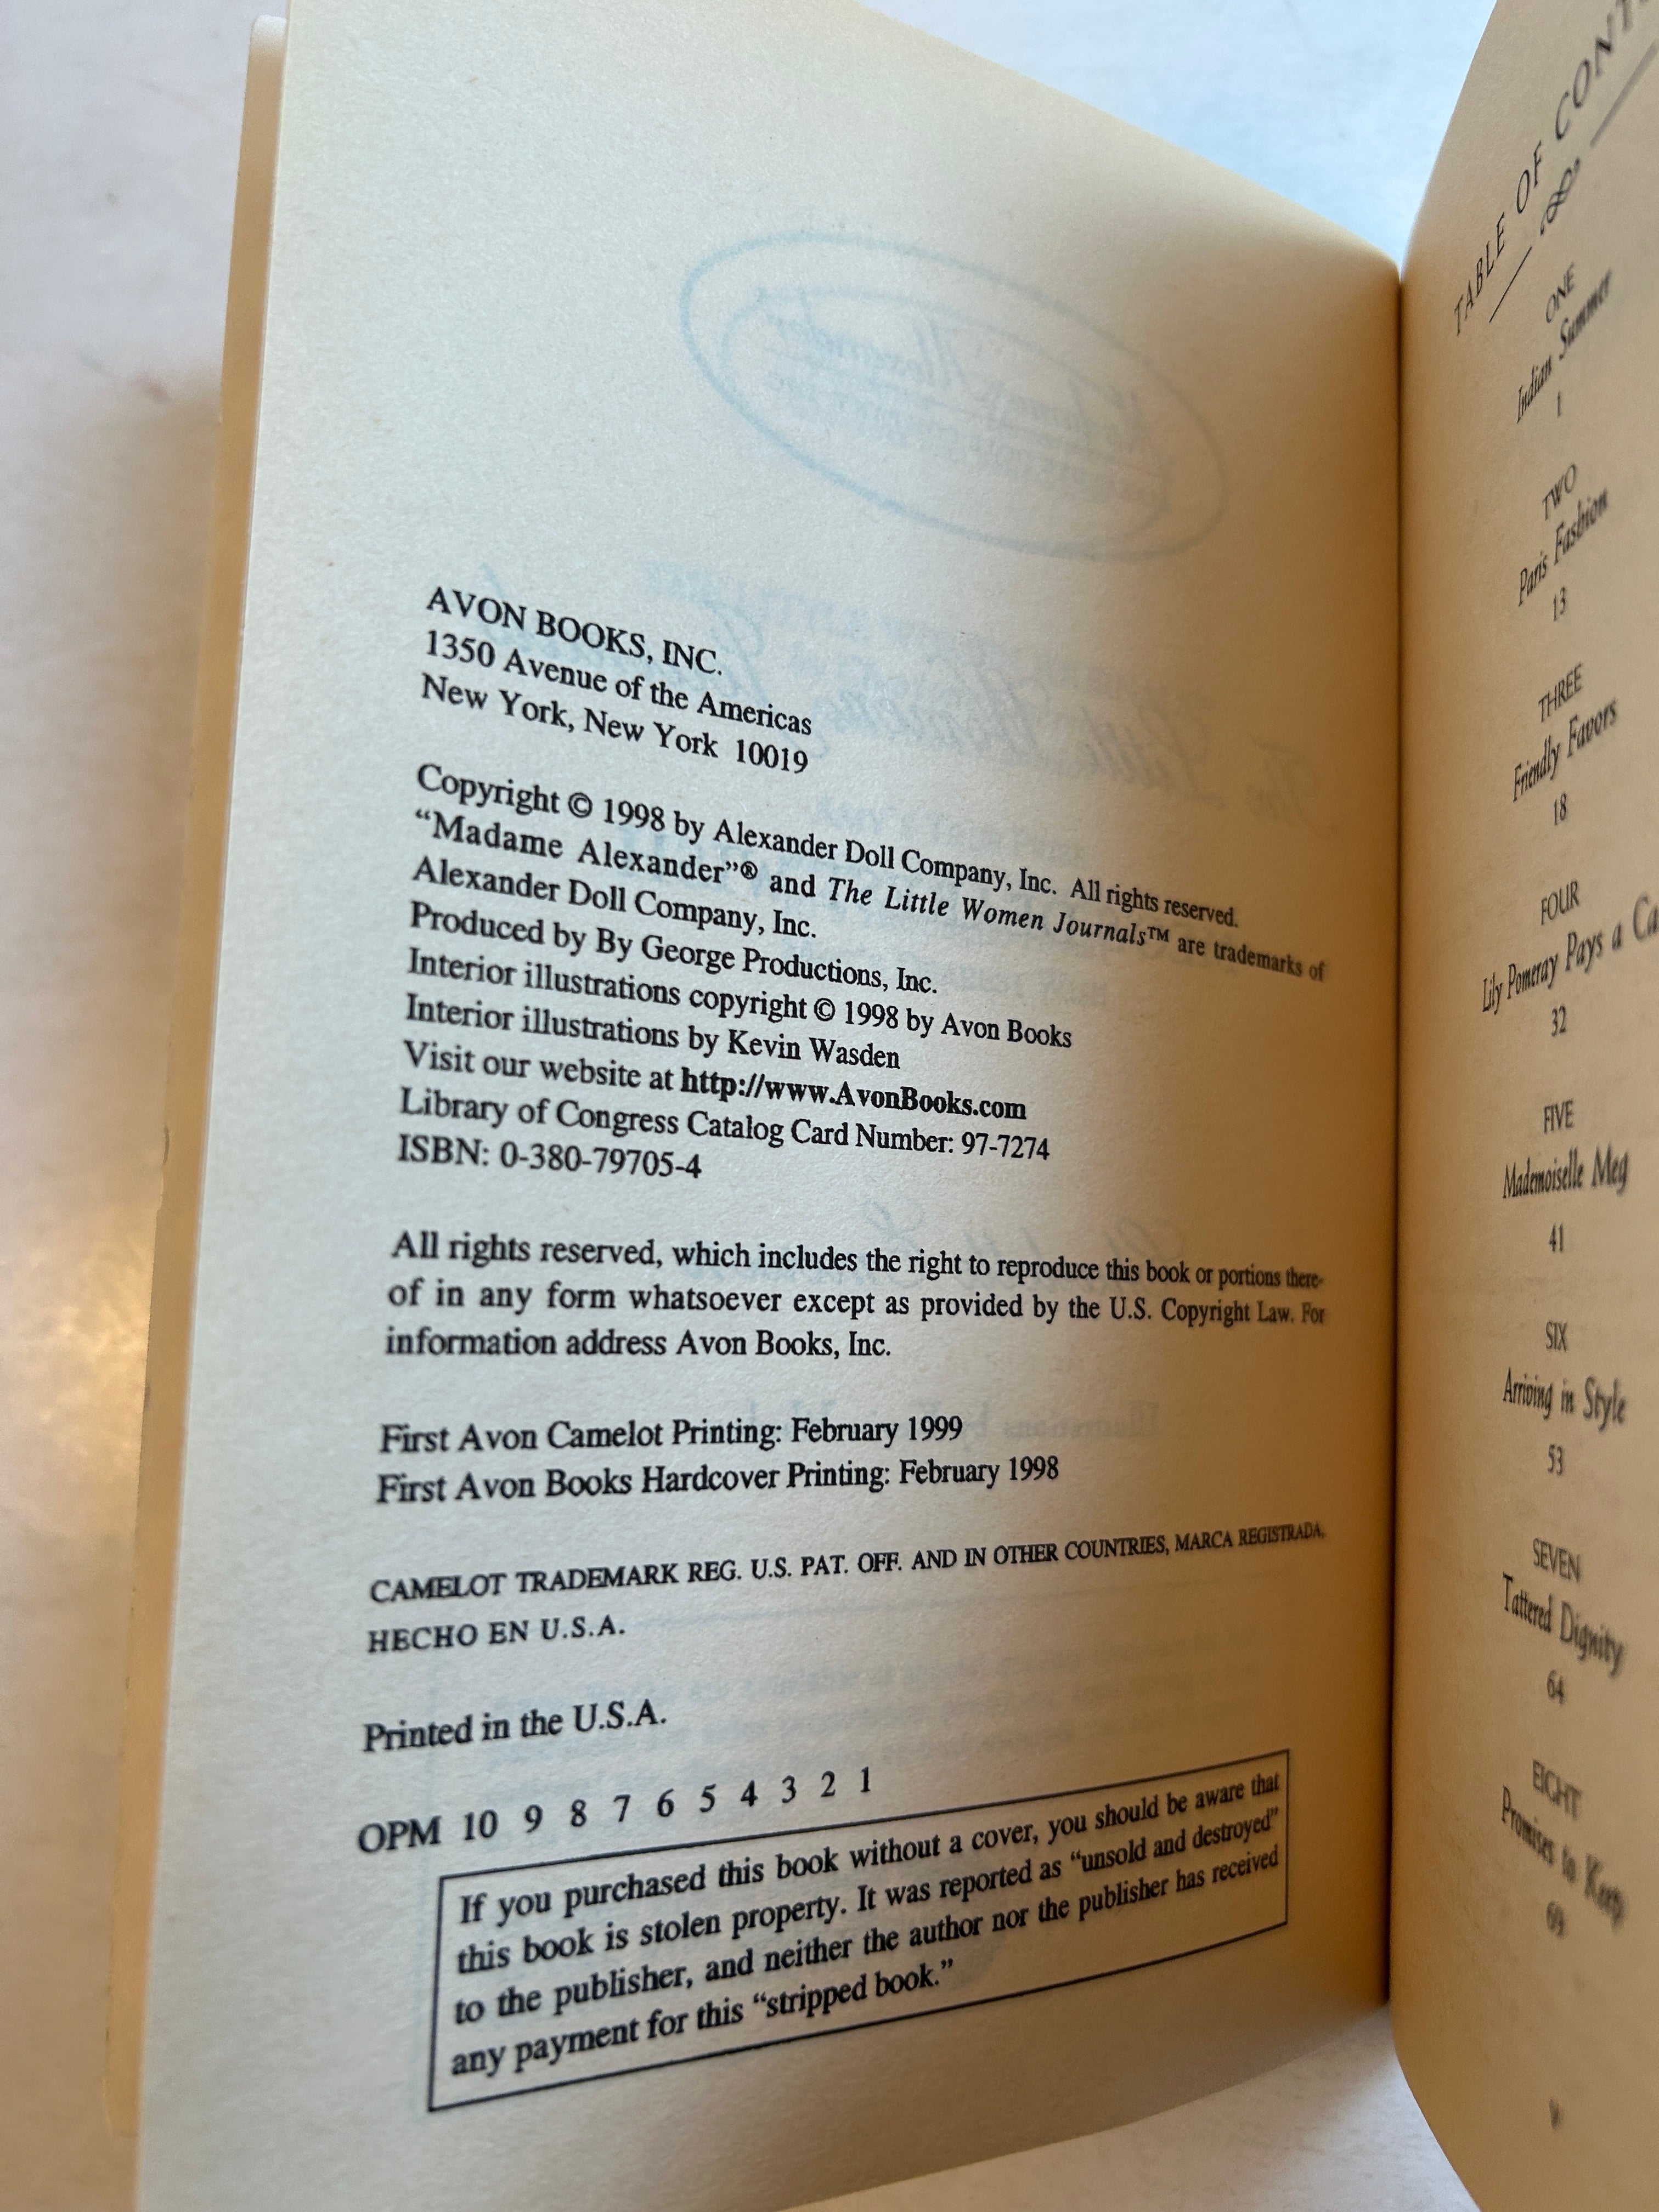 AVON BOOKS, INC.
1350 Avenue of the Americas
New York, New York 10019
Copyright © 1998 by Alexander Doll Company, Inc. All rights reserved.
“Madame Alexander”® and The Little Women Journals™ are trademarks of
Alexander Doll Company, Inc.
Produced by By George Productions, Inc.
Interior illustrations copyright © 1998 by Avon Books
Interior illustrations by Kevin Wasden
Visit our website at http://www.AvonBooks.com
Library of Congress Catalog Card Number: 97-7274
ISBN: 0-380-79705-4
All rights reserved, which includes the right to reproduce this book or portions there-
of in any form whatsoever except as provided by the U.S. Copyright Law. For
information address Avon Books, Inc.
First Avon Camelot Printing: February 1999
First Avon Books Hardcover Printing: February 1998
CAMELOT TRADEMARK REG. U.S. PAT. OFF. AND IN OTHER COUNTRIES, MARCA REGISTRADA,
HECHO EN U.S.A.
Printed in the U.S.A.
OPM 10 9 8 7 6 5 4 3 2 1
If you purchased this book without a cover, you should be aware that
this book is stolen property. It was reported as “unsold and destroyed”
to the publisher, and neither the author nor the publisher has received
any payment for this “stripped book.”
TABLE OF CONT
ONE
Indian Summer
1
TWO
Paris Fashion
13
THREE
Friendly Favors
18
FOUR
Lily Pomeray Pays a Ca
32
FIVE
Mademoiselle Meg
41
SIX
Arriving in Style
53
SEVEN
Tattered Dignity
64
EIGHT
Promises to Keep
69